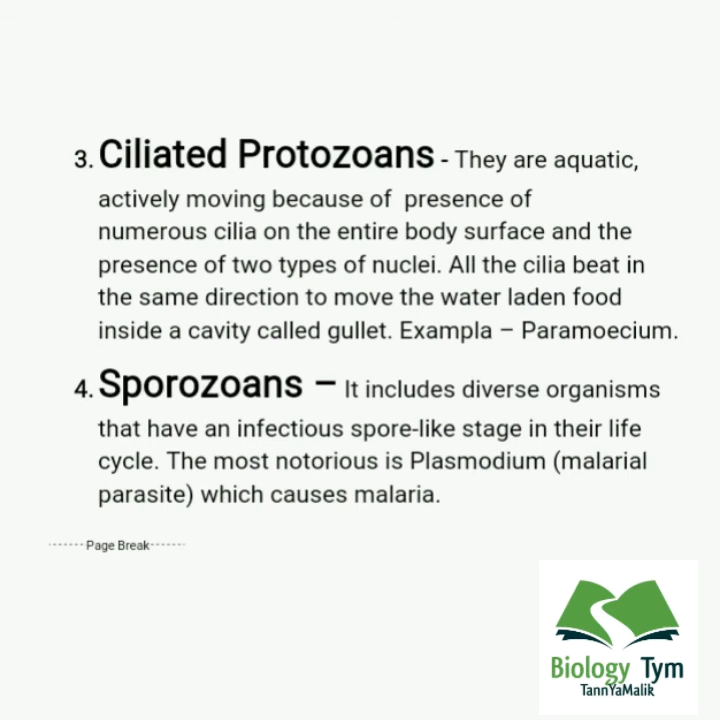 3. Ciliated Protozoans - They are aquatic,
actively moving because of presence of
numerous cilia on the entire body surface and the
presence of two types of nuclei. All the cilia beat in
the same direction to move the water laden food
inside a cavity called gullet. Exampla – Paramoecium.
4. Sporozoans – It includes diverse organisms
that have an infectious spore-like stage in their life
cycle. The most notorious is Plasmodium (malarial
parasite) which causes malaria.
Page Break
Biology Tym
TannYaMalik